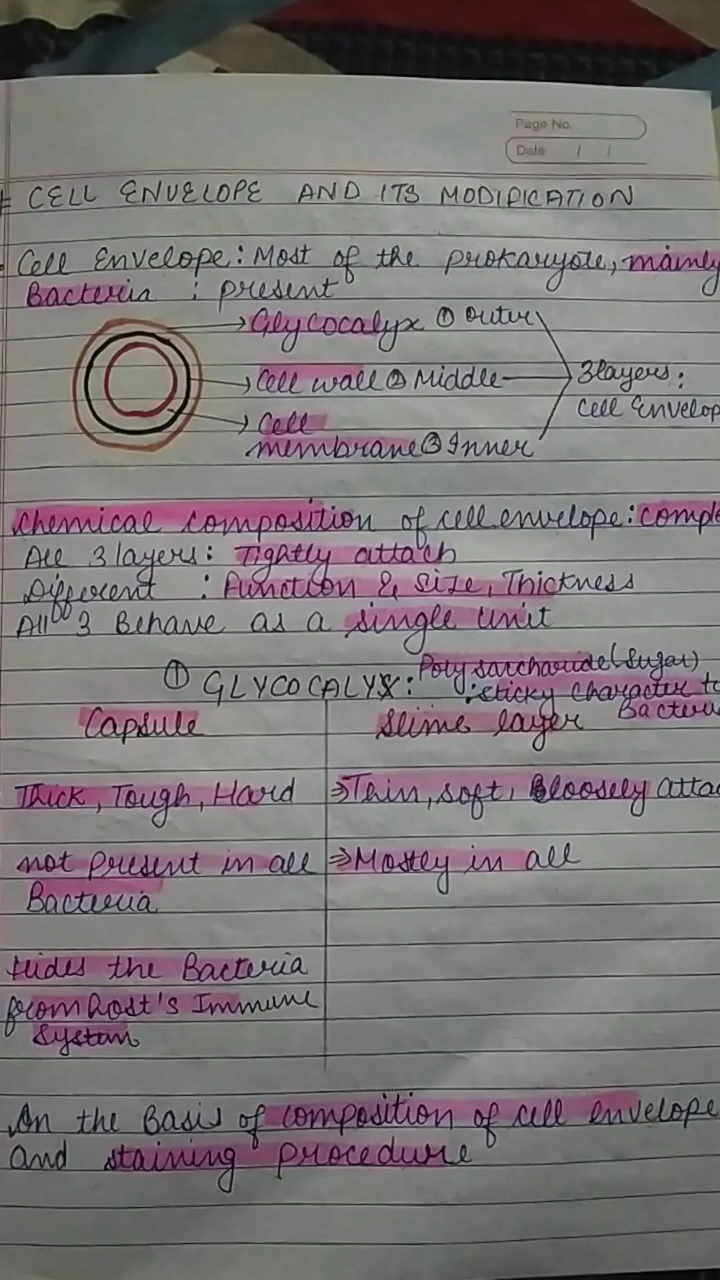 Page No.
Date / /
# CELL ENVELOPE AND ITS MODIFICATION
Cell Envelope: Most of the prokaryote, mainly
Bacteria : present
→ Glycocalyx ① Outer
→ Cell wall ② Middle
3 layers:
Cell Envelop
→ Cell
membrane ③ Inner
Chemical composition of cell envelope: comple
All 3 layers: Tightly attach
Different : Function & Size, Thickness
All 3 Behave as a single Unit
① GLYCOCALYX: Polysarcharide (Sugar)
: sticky character to
Bacteria
Capsule
Slime layer
Thick, Tough, Hard
⇒ Thin, soft, loosely atta
not present in all
Bacteria
⇒ Mostly in all
Hides the Bacteria
from Host's Immune
System
On the Basis of composition of cell envelope
and staining procedure